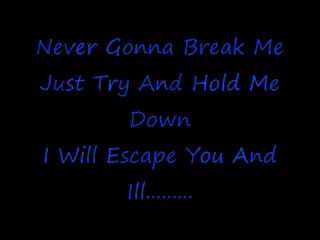 Never Gonna Break Me
Just Try And Hold Me
Down
I Will Escape You And
Ill.........